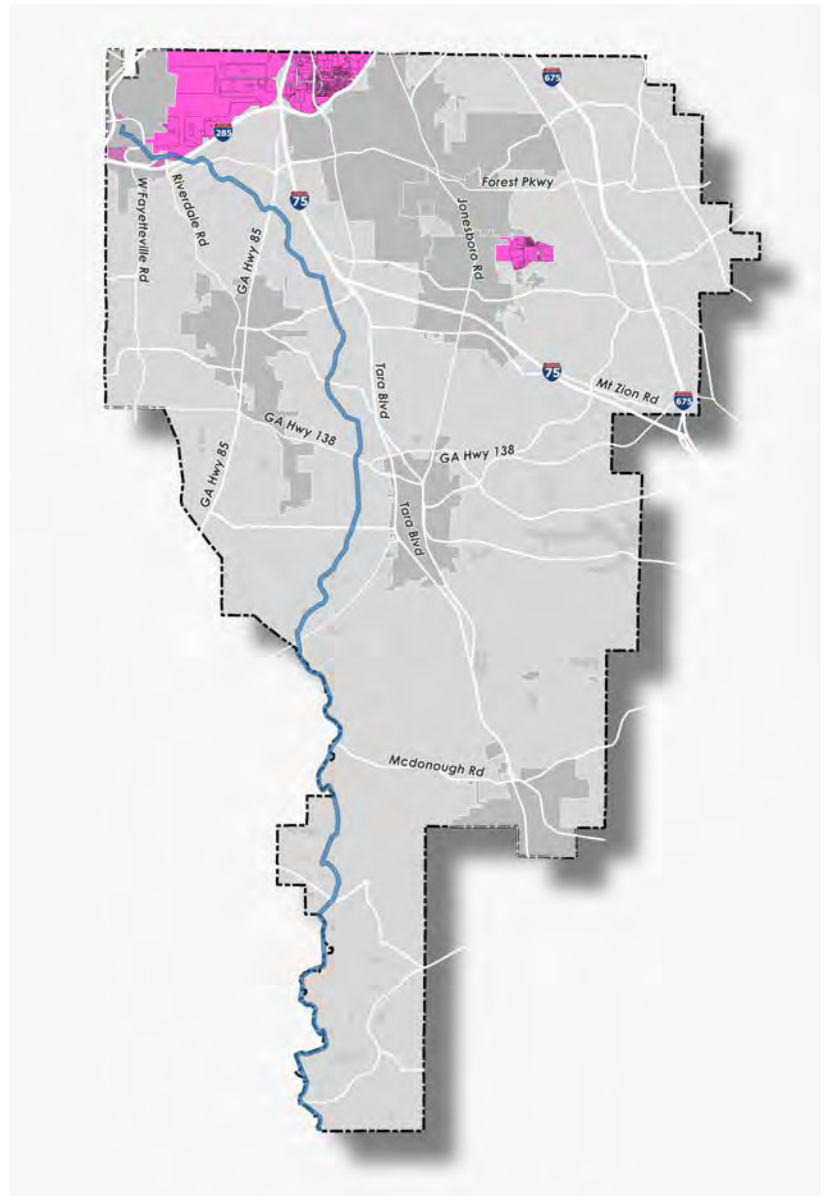 675
285
Forest Pkwy
W Fayetteville Rd
Riverdale Rd
75
GA Hwy 85
Jonesboro Rd
75
Mt Zion Rd
675
Tara Blvd
GA Hwy 138
GA Hwy 138
GA Hwy 85
Tara Blvd
Mcdonough Rd